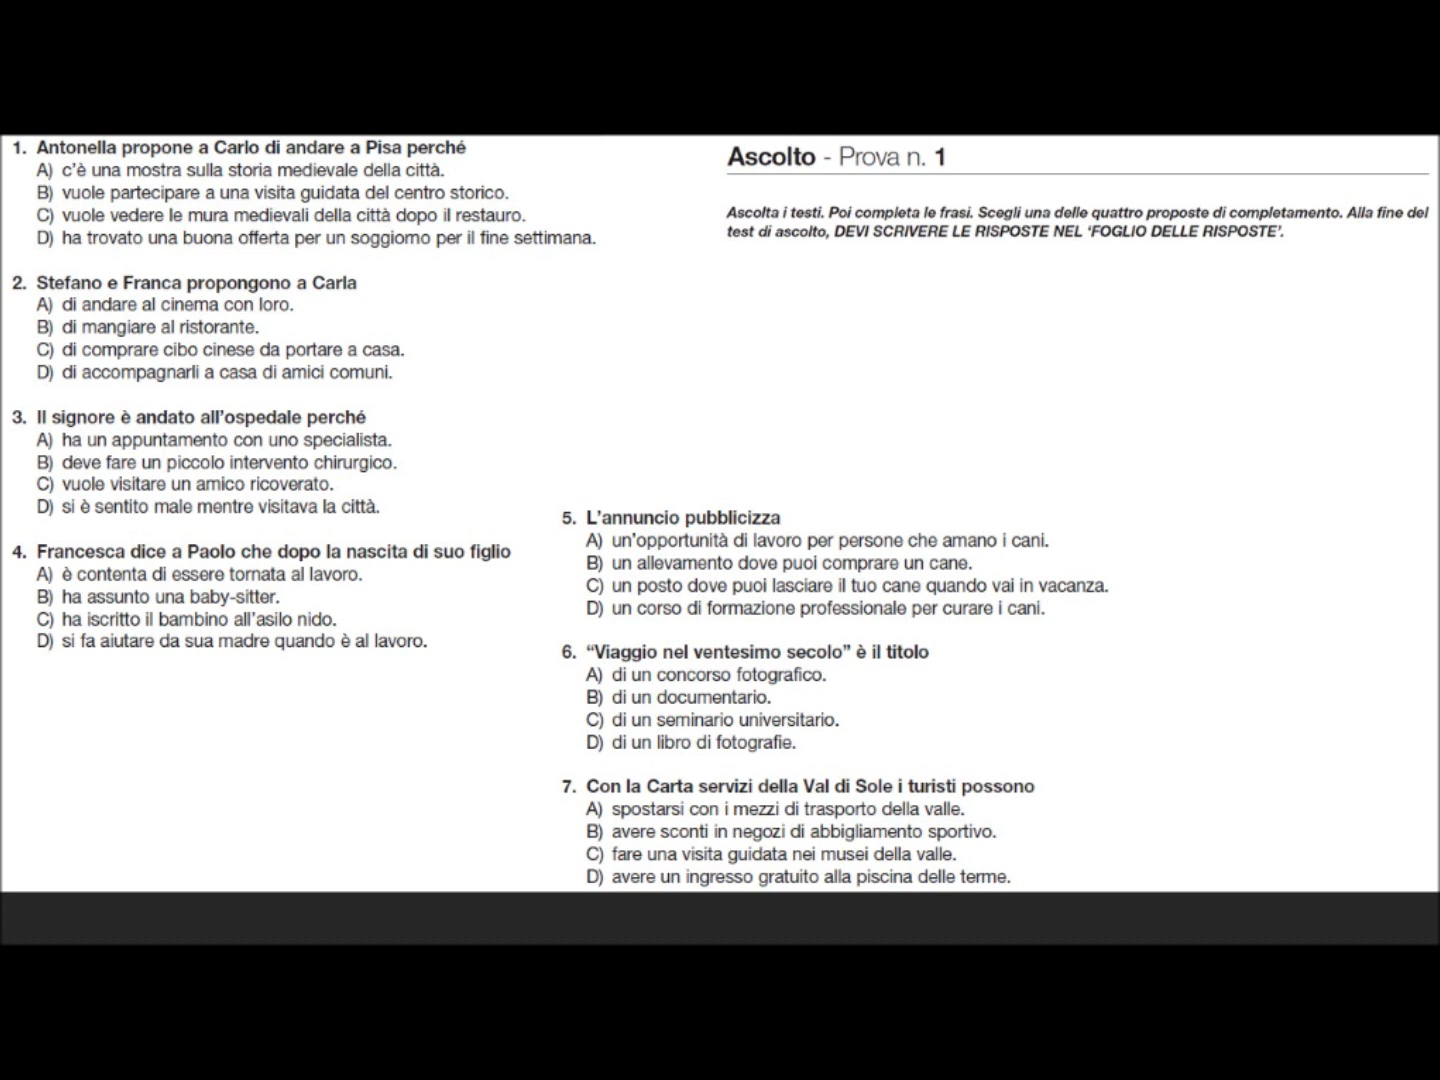 1. Antonella propone a Carlo di andare a Pisa perché
A) c'è una mostra sulla storia medievale della città.
B) vuole partecipare a una visita guidata del centro storico.
C) vuole vedere le mura medievali della città dopo il restauro.
D) ha trovato una buona offerta per un soggiorno per il fine settimana.
2. Stefano e Franca propongono a Carla
A) di andare al cinema con loro.
B) di mangiare al ristorante.
C) di comprare cibo cinese da portare a casa.
D) di accompagnarli a casa di amici comuni.
3. Il signore è andato all'ospedale perché
A) ha un appuntamento con uno specialista.
B) deve fare un piccolo intervento chirurgico.
C) vuole visitare un amico ricoverato.
D) si è sentito male mentre visitava la città.
4. Francesca dice a Paolo che dopo la nascita di suo figlio
A) è contenta di essere tornata al lavoro.
B) ha assunto una baby-sitter.
C) ha iscritto il bambino all'asilo nido.
D) si fa aiutare da sua madre quando è al lavoro.
Ascolto - Prova n. 1
Ascolta i testi. Poi completa le frasi. Scegli una delle quattro proposte di completamento. Alla fine del
test di ascolto, DEVI SCRIVERE LE RISPOSTE NEL 'FOGLIO DELLE RISPOSTE'.
5. L'annuncio pubblicizza
A) un'opportunità di lavoro per persone che amano i cani.
B) un allevamento dove puoi comprare un cane.
C) un posto dove puoi lasciare il tuo cane quando vai in vacanza.
D) un corso di formazione professionale per curare i cani.
6. "Viaggio nel ventesimo secolo" è il titolo
A) di un concorso fotografico.
B) di un documentario.
C) di un seminario universitario.
D) di un libro di fotografie.
7. Con la Carta servizi della Val di Sole i turisti possono
A) spostarsi con i mezzi di trasporto della valle.
B) avere sconti in negozi di abbigliamento sportivo.
C) fare una visita guidata nei musei della valle.
D) avere un ingresso gratuito alla piscina delle terme.